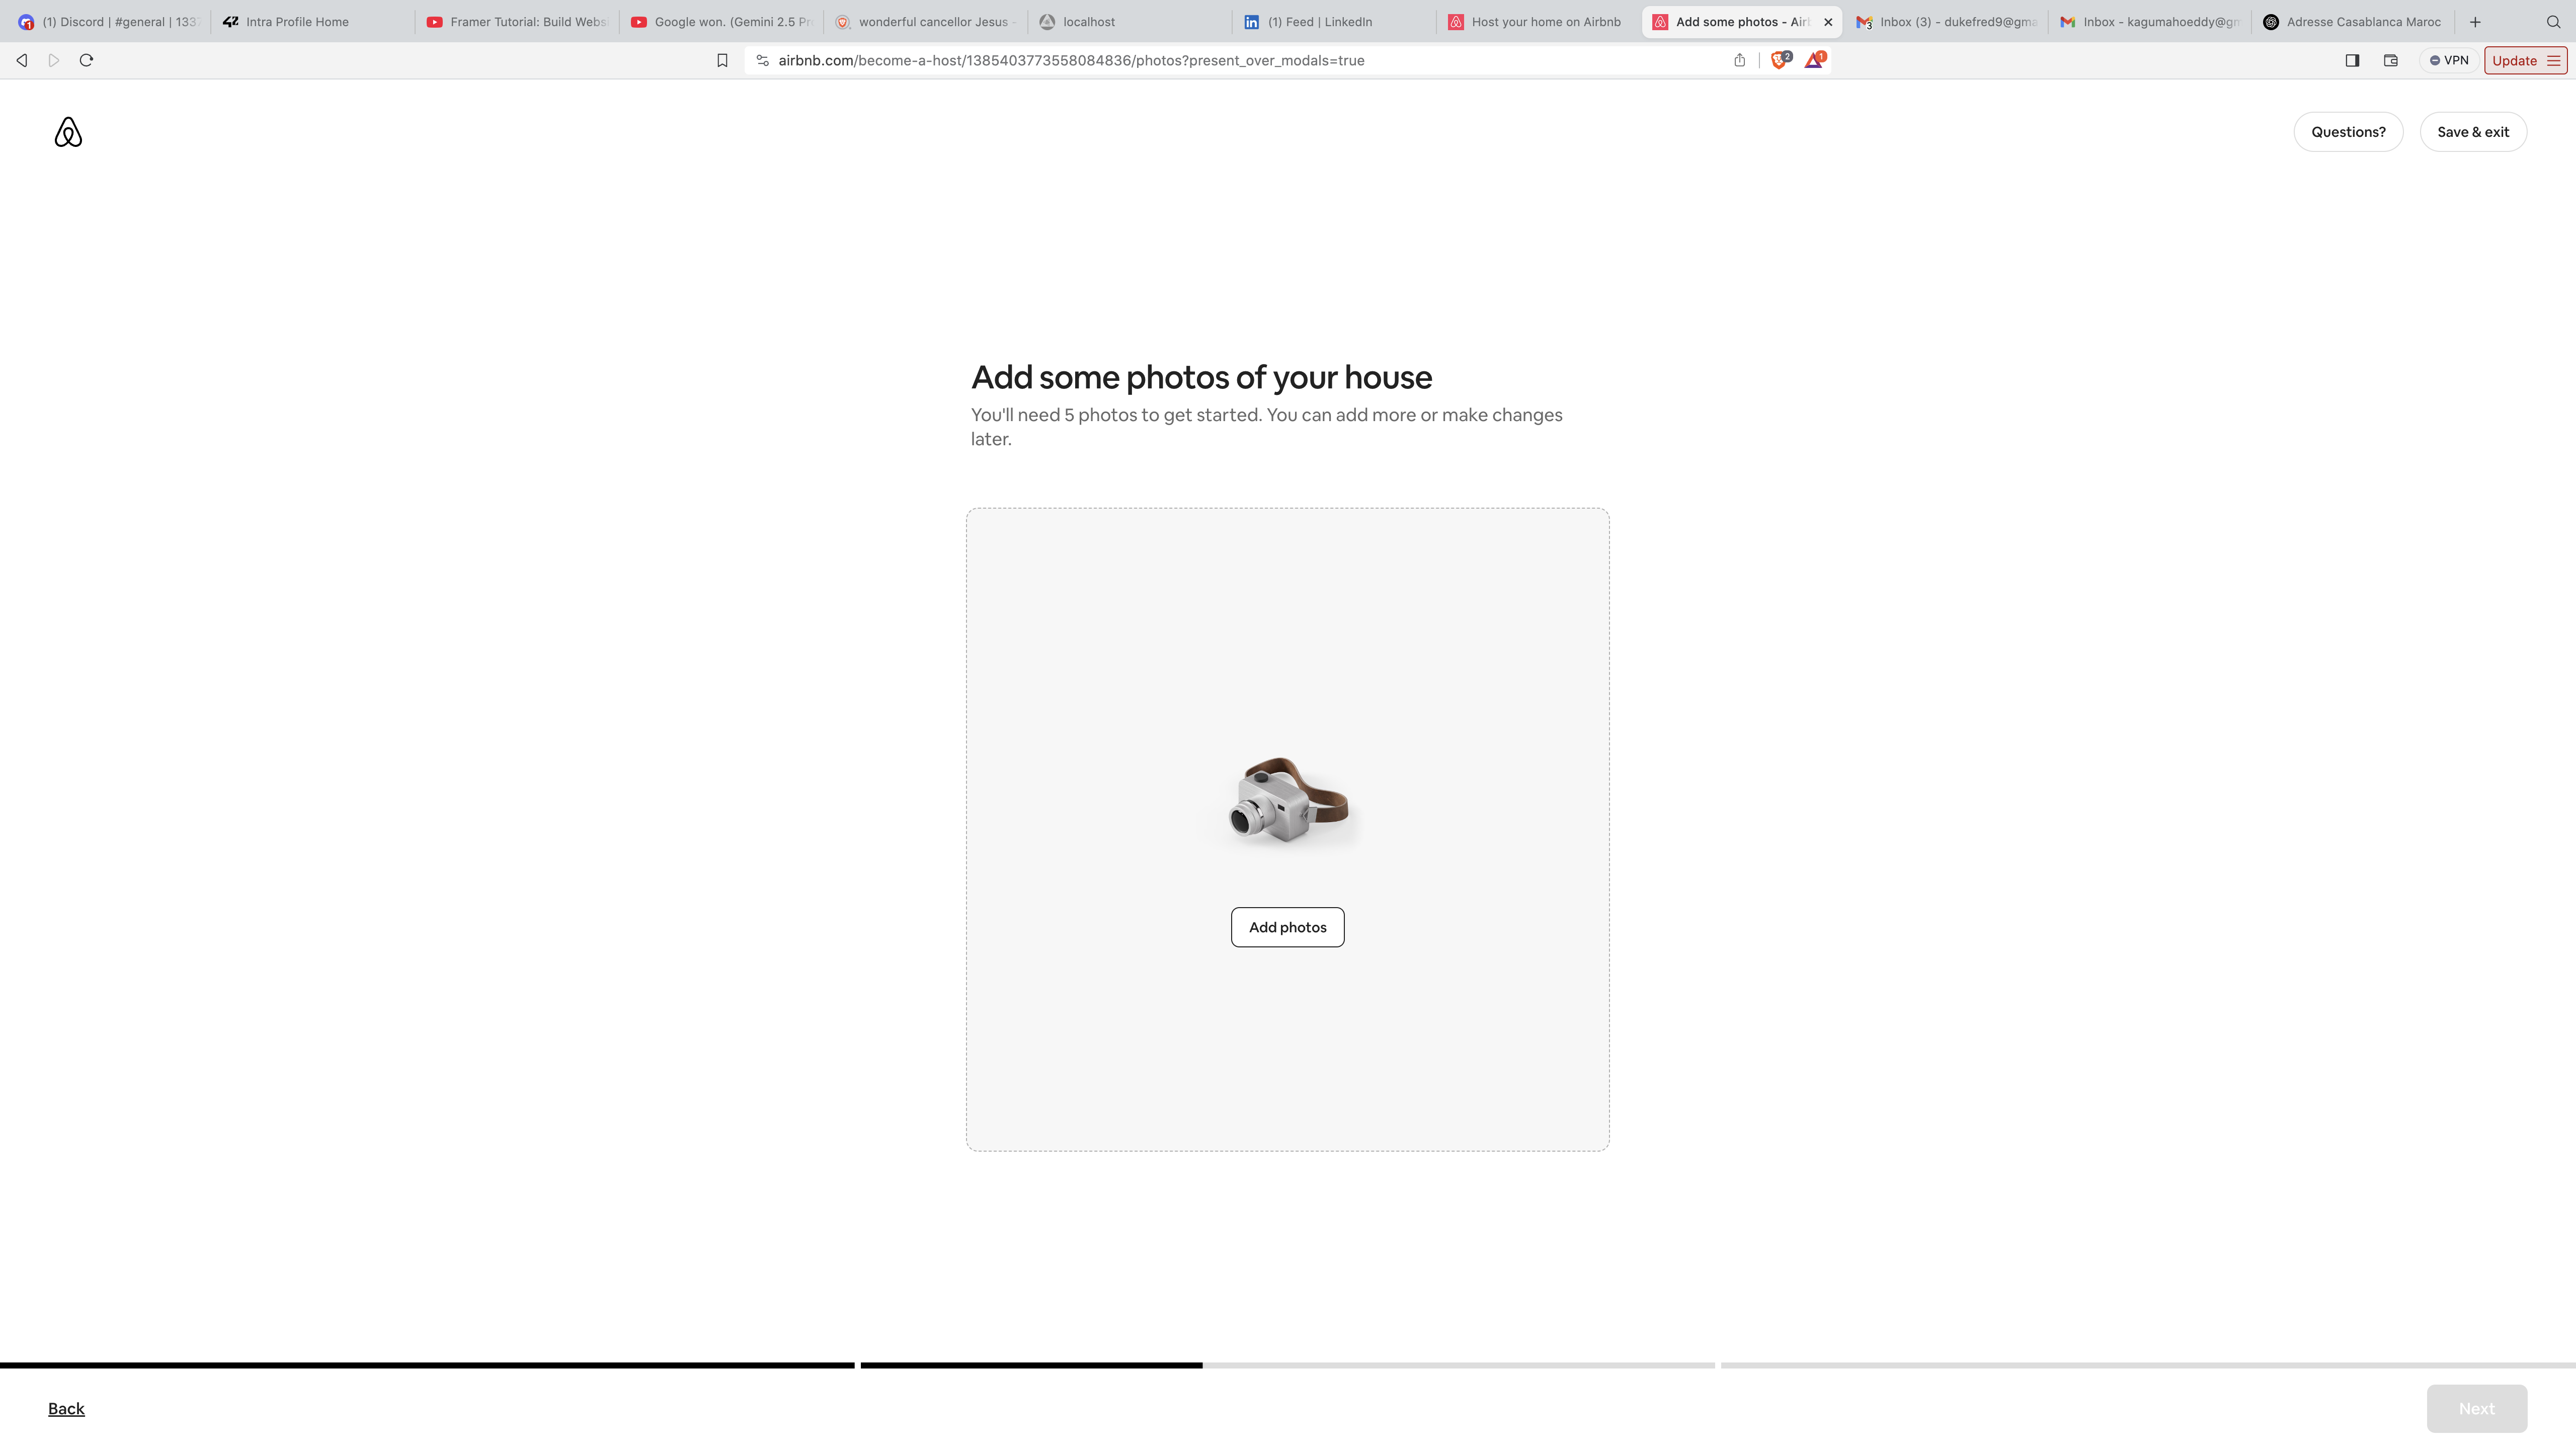 (1) Discord | #general | 133
Intra Profile Home
Framer Tutorial: Build Webs
Google won. (Gemini 2.5 Pr
wonderful cancellor Jesus -
localhost
(1) Feed | LinkedIn
Host your home on Airbnb
Add some photos - Air
Inbox (3) - dukefred9@gma
Inbox - kagumahoeddy@gm
Adresse Casablanca Maroc
airbnb.com/become-a-host/1385403773558084836/photos?present_over_modals=true
2
1
VPN
Update
Questions?
Save & exit
Add some photos of your house
You'll need 5 photos to get started. You can add more or make changes
later.
Add photos
Back
Next